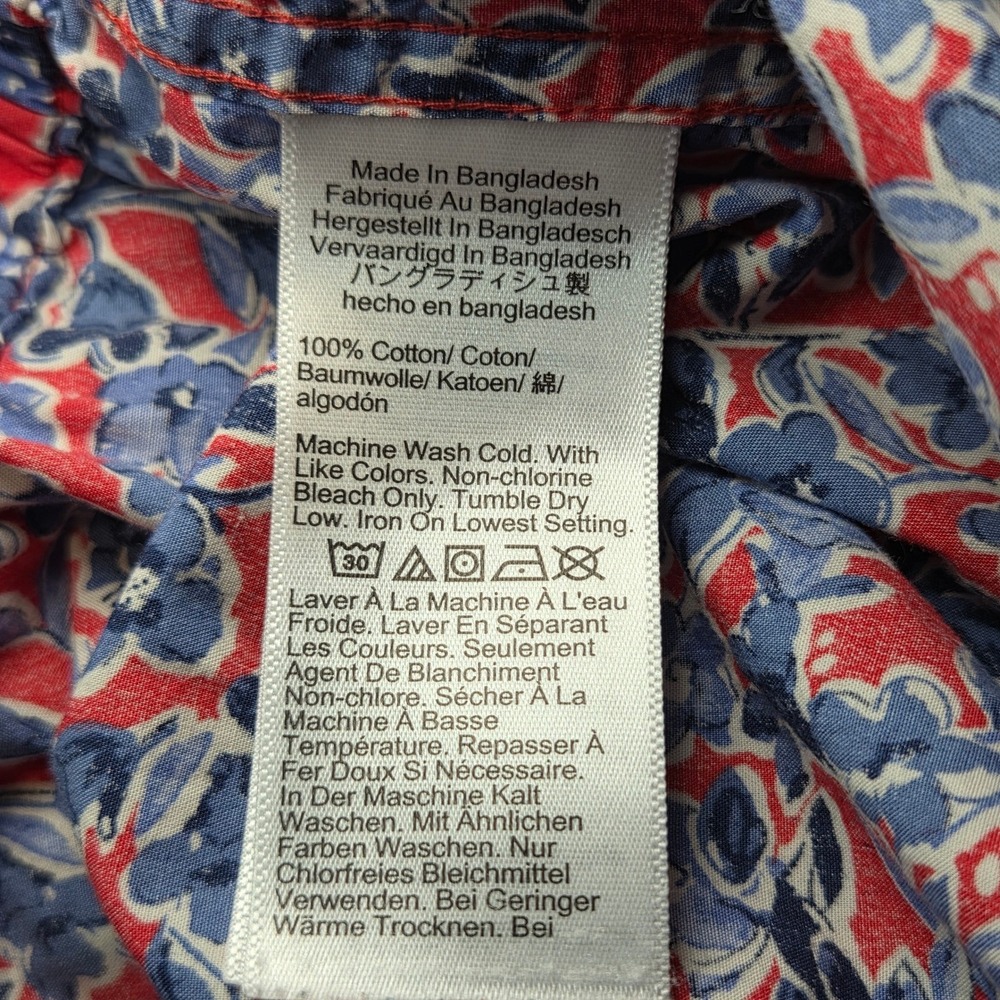 Made In Bangladesh
Fabriqué Au Bangladesh
Hergestellt In Bangladesch
Vervaardigd In Bangladesh
バングラディシュ製
hecho en bangladesh
100% Cotton/ Coton/
Baumwolle/ Katoen/ 綿/
algodón
Machine Wash Cold. With
Like Colors. Non-chlorine
Bleach Only. Tumble Dry
Low. Iron On Lowest Setting.
30
Laver À La Machine À L'eau
Froide. Laver En Séparant
Les Couleurs. Seulement
Agent De Blanchiment
Non-chlore. Sécher À La
Machine À Basse
Température. Repasser À
Fer Doux Si Nécessaire.
In Der Maschine Kalt
Waschen. Mit Ähnlichen
Farben Waschen. Nur
Chlorfreies Bleichmittel
Verwenden. Bei Geringer
Wärme Trocknen. Bei